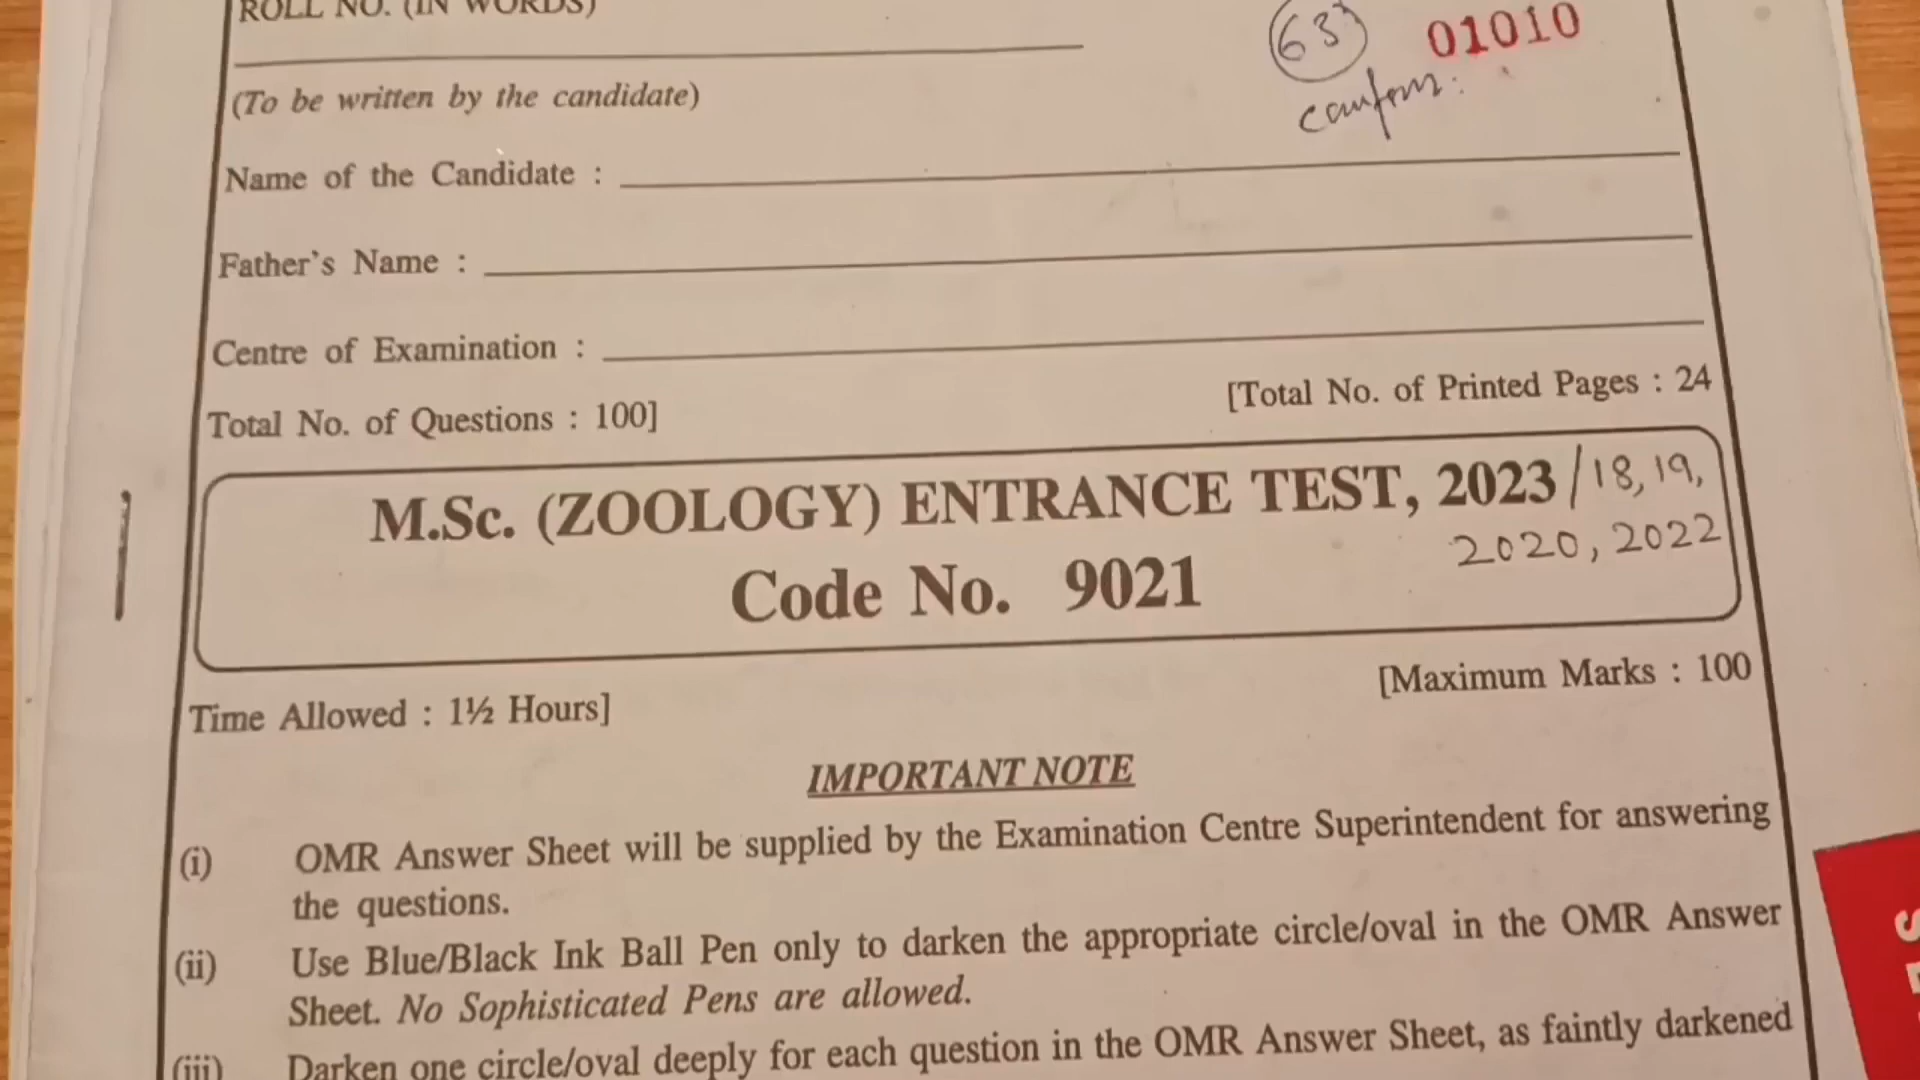 ROLL NO. (IN WORDS)
63
01010
(To be written by the candidate)
Name of the Candidate :
Father's Name :
Centre of Examination :
Total No. of Questions : 100]
[Total No. of Printed Pages : 24
M.Sc. (ZOOLOGY) ENTRANCE TEST, 2023 /18, 19,
2020, 2022
Code No. 9021
Time Allowed : 1½ Hours]
[Maximum Marks : 100
IMPORTANT NOTE
(i) OMR Answer Sheet will be supplied by the Examination Centre Superintendent for answering
the questions.
(ii) Use Blue/Black Ink Ball Pen only to darken the appropriate circle/oval in the OMR Answer
Sheet. No Sophisticated Pens are allowed.
(iii) Darken one circle/oval deeply for each question in the OMR Answer Sheet, as faintly darkened